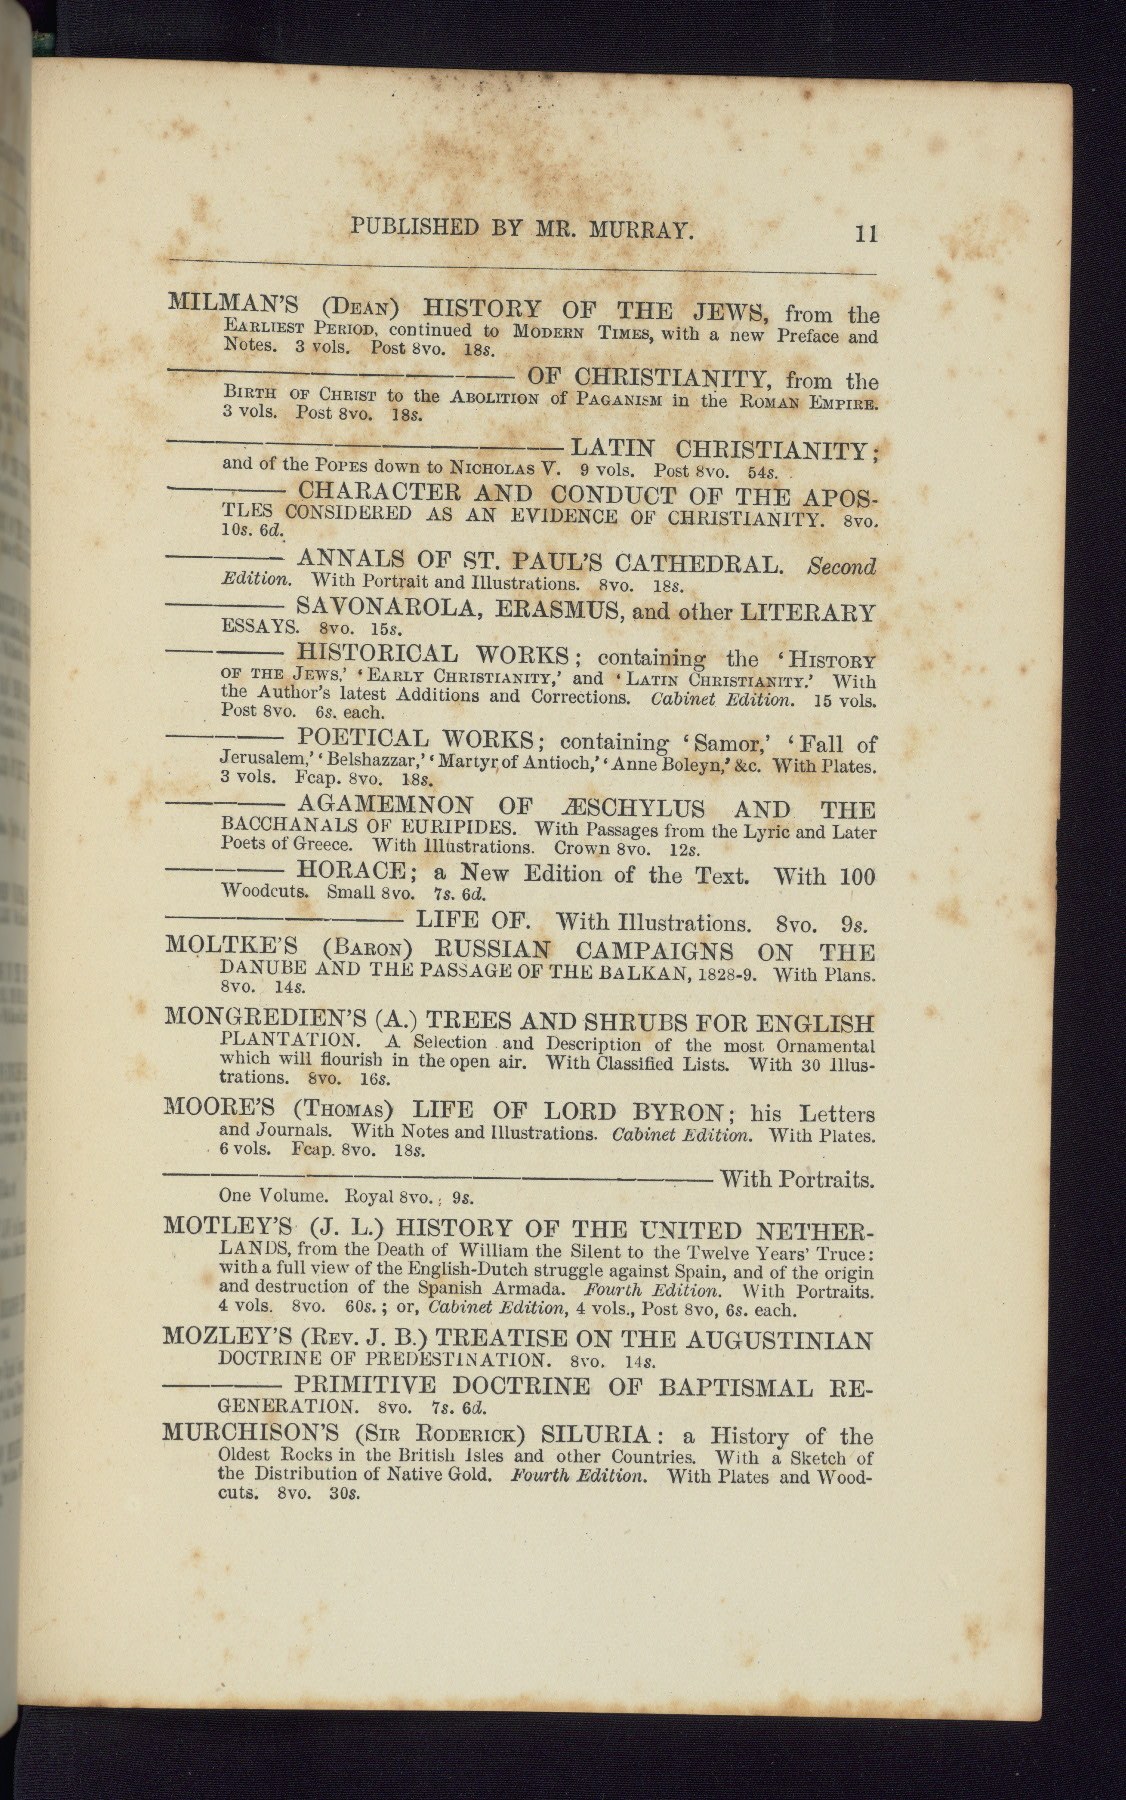 PUBLISHED BY MR. MURRAY. 11
MILMAN'S (DEAN) HISTORY OF THE JEWS, from the
EARLIEST PERIOD, continued to MODERN TIMES, with a new Preface and
Notes. 3 vols. Post 8vo. 18s.
——————— OF CHRISTIANITY, from the
BIRTH OF CHRIST to the ABOLITION of PAGANISM in the ROMAN EMPIRE.
3 vols. Post 8vo. 18s.
———————— LATIN CHRISTIANITY;
and of the POPES down to NICHOLAS V. 9 vols. Post 8vo. 54s.
——— CHARACTER AND CONDUCT OF THE APOS-
TLES CONSIDERED AS AN EVIDENCE OF CHRISTIANITY. 8vo.
10s. 6d.
——— ANNALS OF ST. PAUL'S CATHEDRAL. Second
Edition. With Portrait and Illustrations. 8vo. 18s.
——— SAVONAROLA, ERASMUS, and other LITERARY
ESSAYS. 8vo. 15s.
——— HISTORICAL WORKS; containing the 'HISTORY
OF THE JEWS,' 'EARLY CHRISTIANITY,' and 'LATIN CHRISTIANITY.' With
the Author's latest Additions and Corrections. Cabinet Edition. 15 vols.
Post 8vo. 6s. each.
——— POETICAL WORKS; containing 'Samor,' 'Fall of
Jerusalem,' 'Belshazzar,' 'Martyr of Antioch,' 'Anne Boleyn,' &c. With Plates.
3 vols. Fcap. 8vo. 18s.
——— AGAMEMNON OF ÆSCHYLUS AND THE
BACCHANALS OF EURIPIDES. With Passages from the Lyric and Later
Poets of Greece. With Illustrations. Crown 8vo. 12s.
——— HORACE; a New Edition of the Text. With 100
Woodcuts. Small 8vo. 7s. 6d.
————— LIFE OF. With Illustrations. 8vo. 9s.
MOLTKE'S (BARON) RUSSIAN CAMPAIGNS ON THE
DANUBE AND THE PASSAGE OF THE BALKAN, 1828-9. With Plans.
8vo. 14s.
MONGREDIEN'S (A.) TREES AND SHRUBS FOR ENGLISH
PLANTATION. A Selection and Description of the most Ornamental
which will flourish in the open air. With Classified Lists. With 30 Illus-
trations. 8vo. 16s.
MOORE'S (THOMAS) LIFE OF LORD BYRON; his Letters
and Journals. With Notes and Illustrations. Cabinet Edition. With Plates.
6 vols. Fcap. 8vo. 18s.
——————————— With Portraits.
One Volume. Royal 8vo. 9s.
MOTLEY'S (J. L.) HISTORY OF THE UNITED NETHER-
LANDS, from the Death of William the Silent to the Twelve Years' Truce:
with a full view of the English-Dutch struggle against Spain, and of the origin
and destruction of the Spanish Armada. Fourth Edition. With Portraits.
4 vols. 8vo. 60s.; or, Cabinet Edition, 4 vols., Post 8vo, 6s. each.
MOZLEY'S (REV. J. B.) TREATISE ON THE AUGUSTINIAN
DOCTRINE OF PREDESTINATION. 8vo. 14s.
——— PRIMITIVE DOCTRINE OF BAPTISMAL RE-
GENERATION. 8vo. 7s. 6d.
MURCHISON'S (SIR RODERICK) SILURIA: a History of the
Oldest Rocks in the British Isles and other Countries. With a Sketch of
the Distribution of Native Gold. Fourth Edition. With Plates and Wood-
cuts. 8vo. 30s.